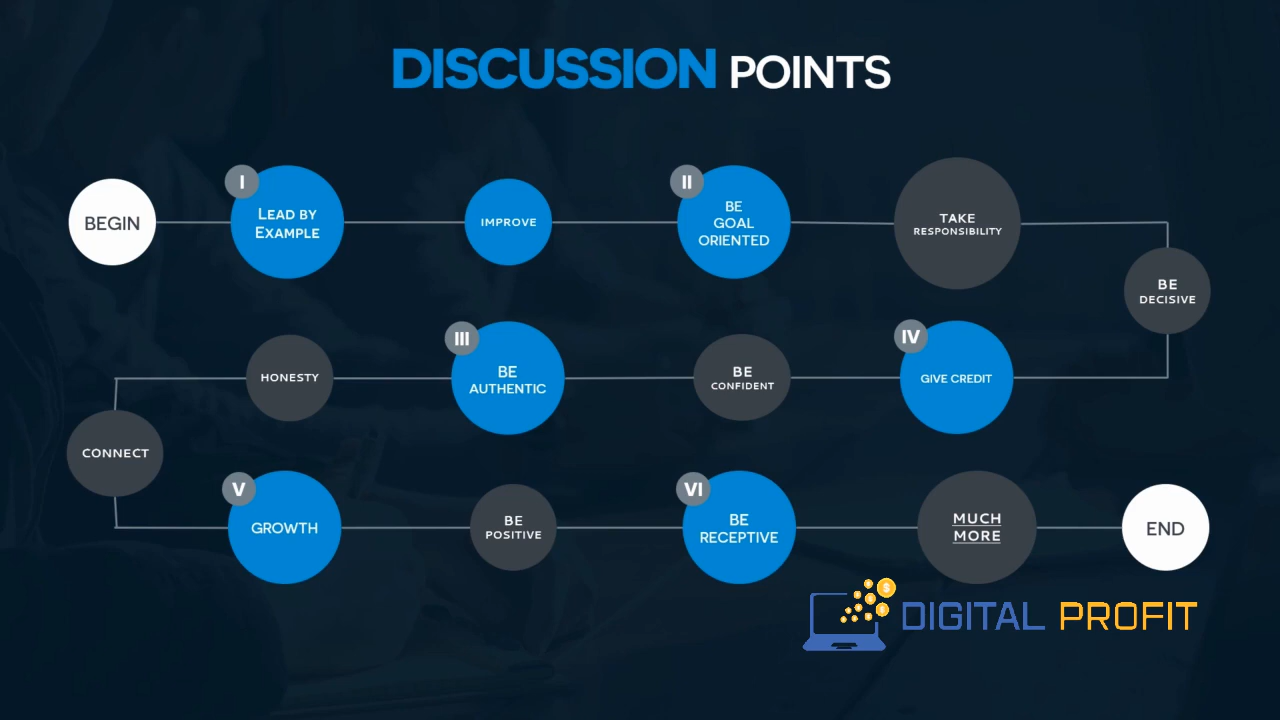 DISCUSSION POINTS
BEGIN
I
LEAD BY
EXAMPLE
IMPROVE
II
BE
GOAL
ORIENTED
TAKE
RESPONSIBILITY
BE
DECISIVE
IV
GIVE CREDIT
BE
CONFIDENT
III
BE
AUTHENTIC
HONESTY
CONNECT
V
GROWTH
BE
POSITIVE
VI
BE
RECEPTIVE
MUCH
MORE
END
DIGITAL PROFIT